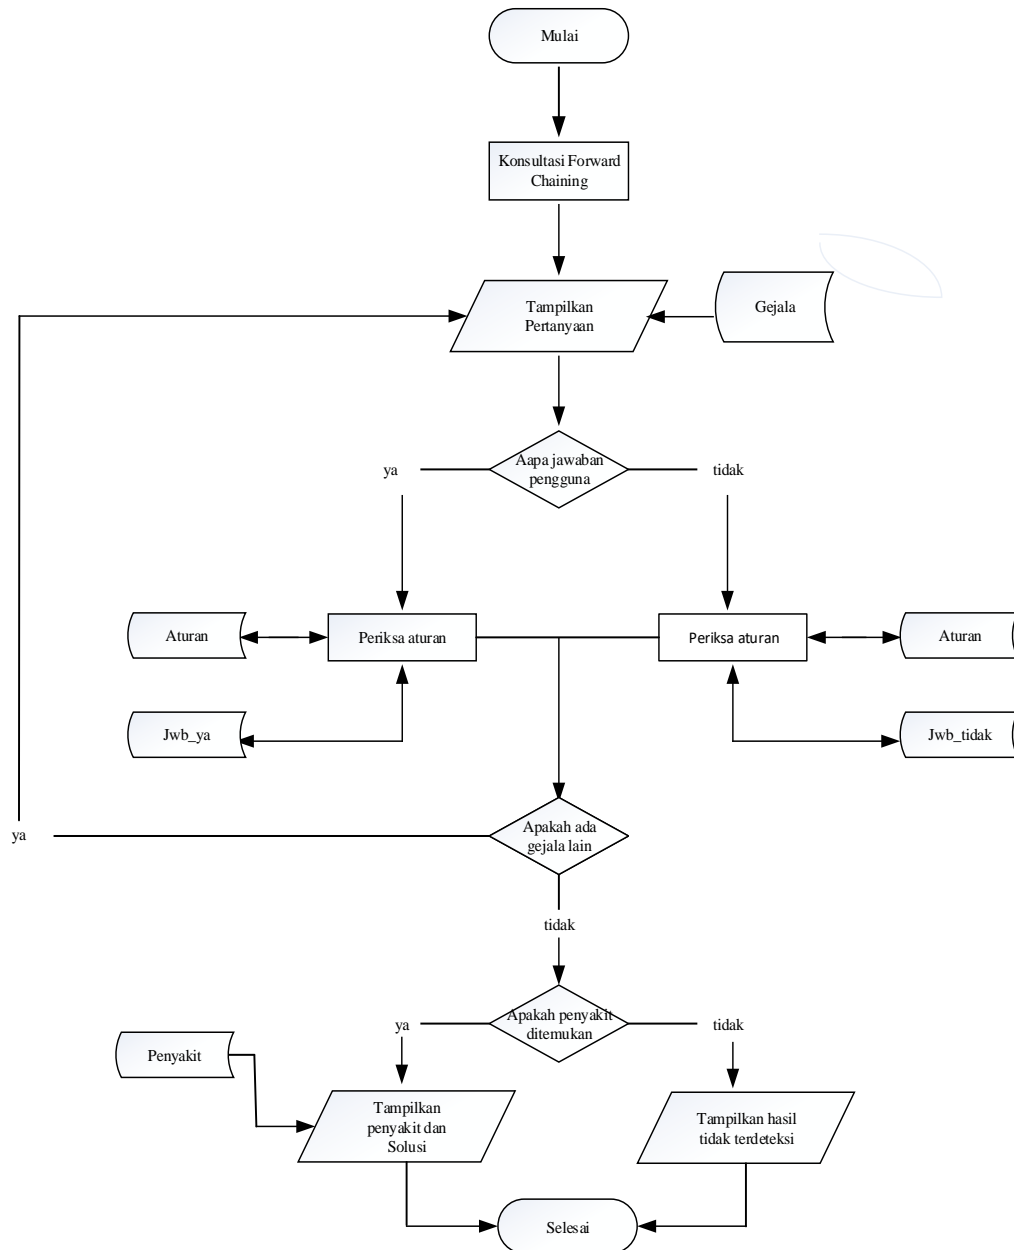 Mulai
Konsultasi Forward
Chaining
Tampilkan
Pertanyaan
Gejala
ya
Aapa jawaban
pengguna
tidak
Aturan
Periksa aturan
Periksa aturan
Aturan
Jwb_ya
Jwb_tidak
ya
Apakah ada
gejala lain
tidak
Apakah penyakit
ditemukan
ya
tidak
Penyakit
Tampilkan
penyakit dan
Solusi
Tampilkan hasil
tidak terdeteksi
Selesai